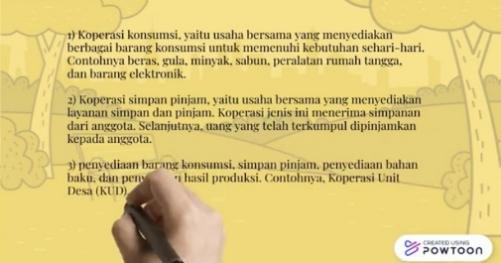 1) Koperasi konsumsi, yaitu usaha bersama yang menyediakan
berbagai barang konsumsi untuk memenuhi kebutuhan sehari-hari.
Contohnya beras, gula, minyak, sabun, peralatan rumah tangga,
dan barang elektronik.
2) Koperasi simpan pinjam, yaitu usaha bersama yang menyediakan
layanan simpan dan pinjam. Koperasi jenis ini menerima simpanan
dari anggota. Selanjutnya, uang yang telah terkumpul dipinjamkan
kepada anggota.
3) penyediaan barang konsumsi, simpan pinjam, penyediaan bahan
baku, dan hasil produksi. Contohnya, Koperasi Unit
Desa (KUD)
CREATED USING
POWTOON